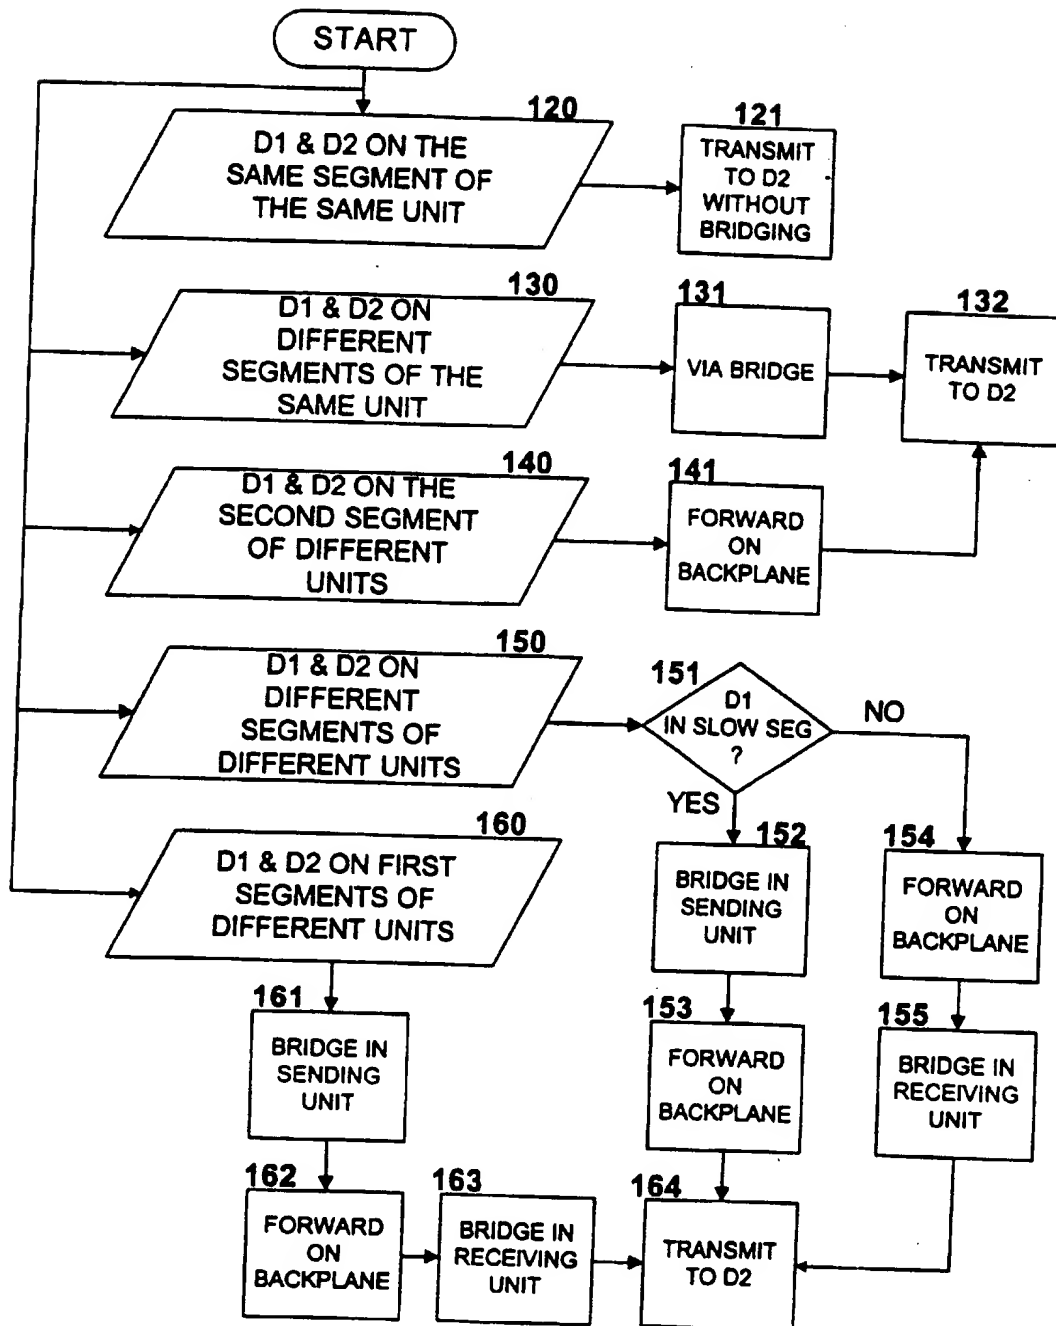 START
120
D1 & D2 ON THE
SAME SEGMENT OF
THE SAME UNIT
121
TRANSMIT
TO D2
WITHOUT
BRIDGING
130
D1 & D2 ON
DIFFERENT
SEGMENTS OF THE
SAME UNIT
131
VIA BRIDGE
132
TRANSMIT
TO D2
140
D1 & D2 ON THE
SECOND SEGMENT
OF DIFFERENT
UNITS
141
FORWARD
ON
BACKPLANE
150
D1 & D2 ON
DIFFERENT
SEGMENTS OF
DIFFERENT UNITS
151
D1
IN SLOW SEG
?
NO
YES
160
D1 & D2 ON FIRST
SEGMENTS OF
DIFFERENT UNITS
152
BRIDGE IN
SENDING
UNIT
154
FORWARD
ON
BACKPLANE
161
BRIDGE IN
SENDING
UNIT
153
FORWARD
ON
BACKPLANE
155
BRIDGE IN
RECEIVING
UNIT
162
FORWARD
ON
BACKPLANE
163
BRIDGE IN
RECEIVING
UNIT
164
TRANSMIT
TO D2